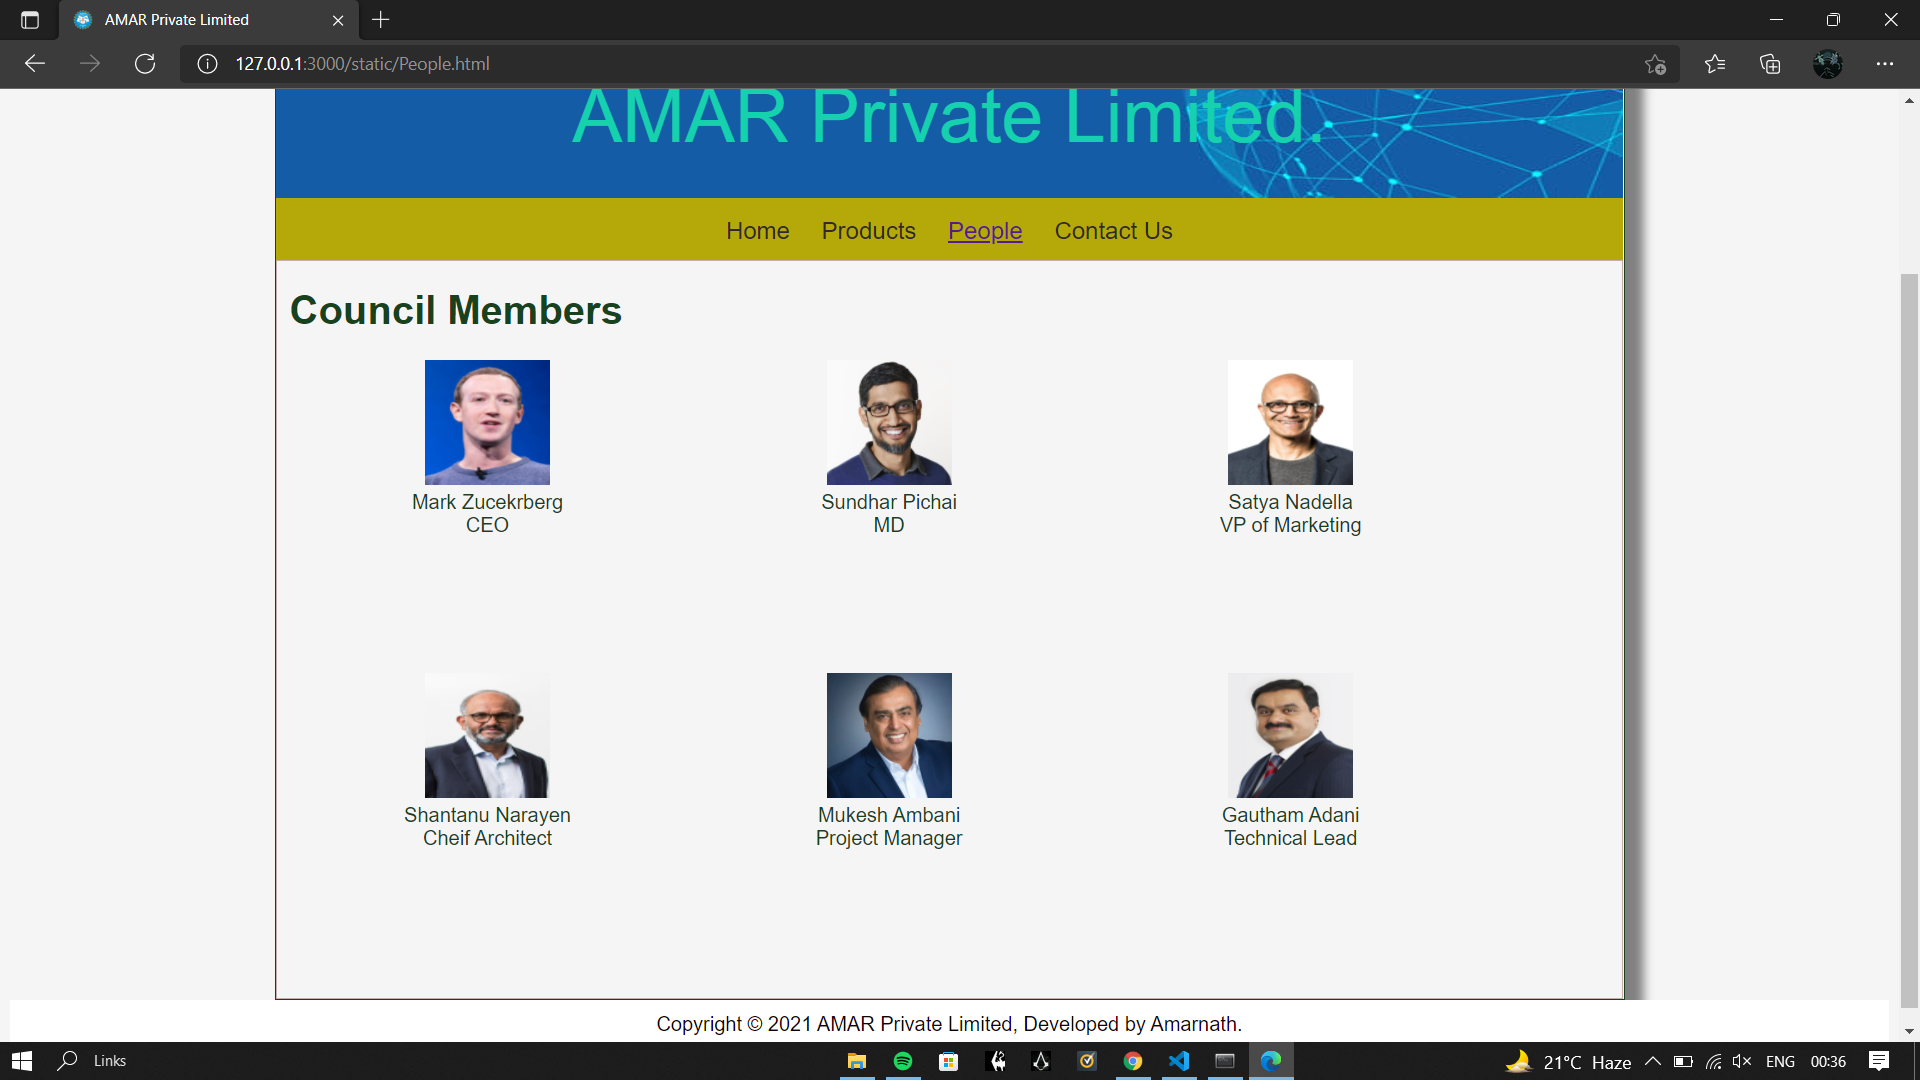 AMAR Private Limited
127.0.0.1:3000/static/People.html
AMAR Private Limited.
Home Products People Contact Us
Council Members
Mark Zucekrberg
CEO
Sundhar Pichai
MD
Satya Nadella
VP of Marketing
Shantanu Narayen
Cheif Architect
Mukesh Ambani
Project Manager
Gautham Adani
Technical Lead
Copyright © 2021 AMAR Private Limited, Developed by Amarnath.
Links
21°C Haze ENG 00:36